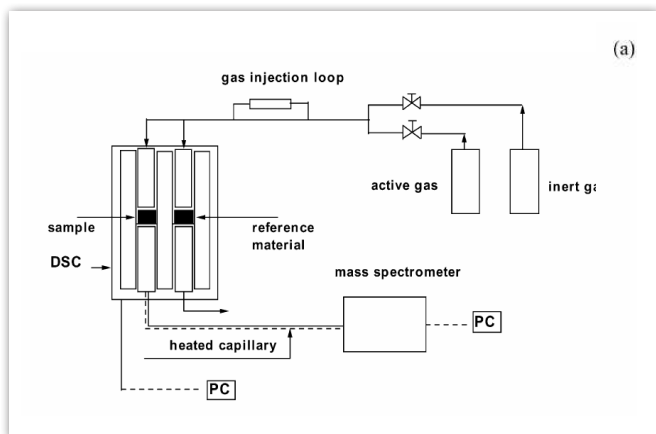 (a)
gas injection loop
active gas
inert ga
sample
reference
material
DSC
mass spectrometer
PC
heated capillary
PC